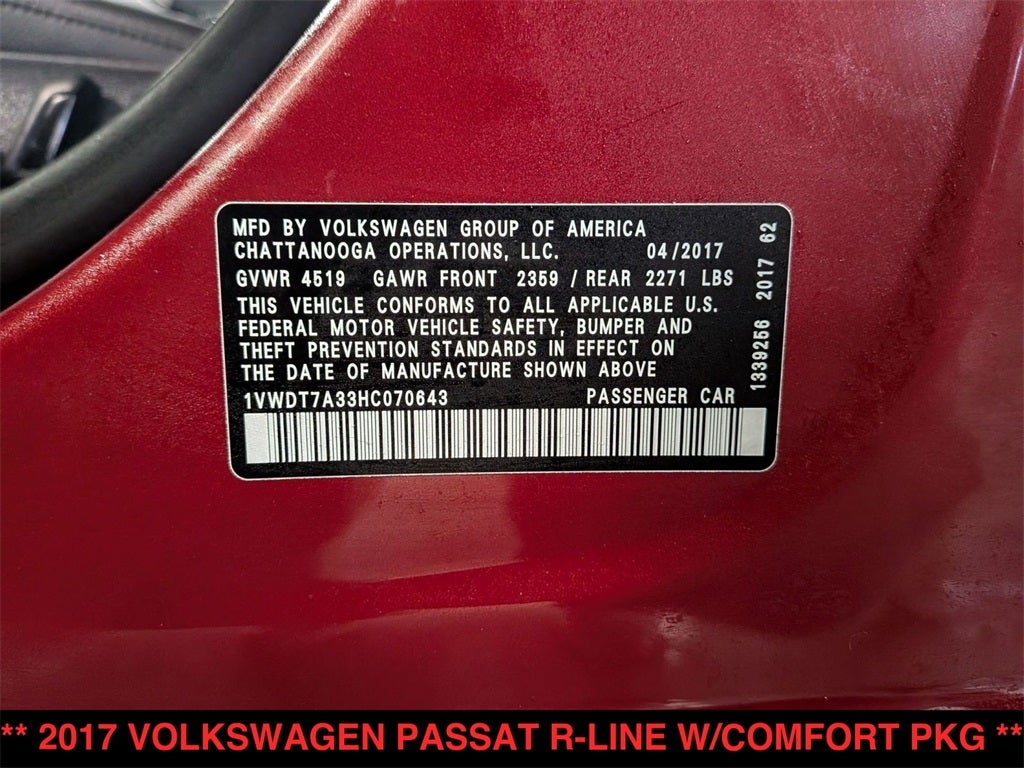 MFD BY VOLKSWAGEN GROUP OF AMERICA
CHATTANOOGA OPERATIONS, LLC. 04/2017
GVWR 4519 GAWR FRONT 2359 / REAR 2271 LBS
THIS VEHICLE CONFORMS TO ALL APPLICABLE U.S.
FEDERAL MOTOR VEHICLE SAFETY, BUMPER AND
THEFT PREVENTION STANDARDS IN EFFECT ON
THE DATE OF MANUFACTURE SHOWN ABOVE
1VWDT7A33HC070643 PASSENGER CAR
1339256 2017 62
** 2017 VOLKSWAGEN PASSAT R-LINE W/COMFORT PKG **